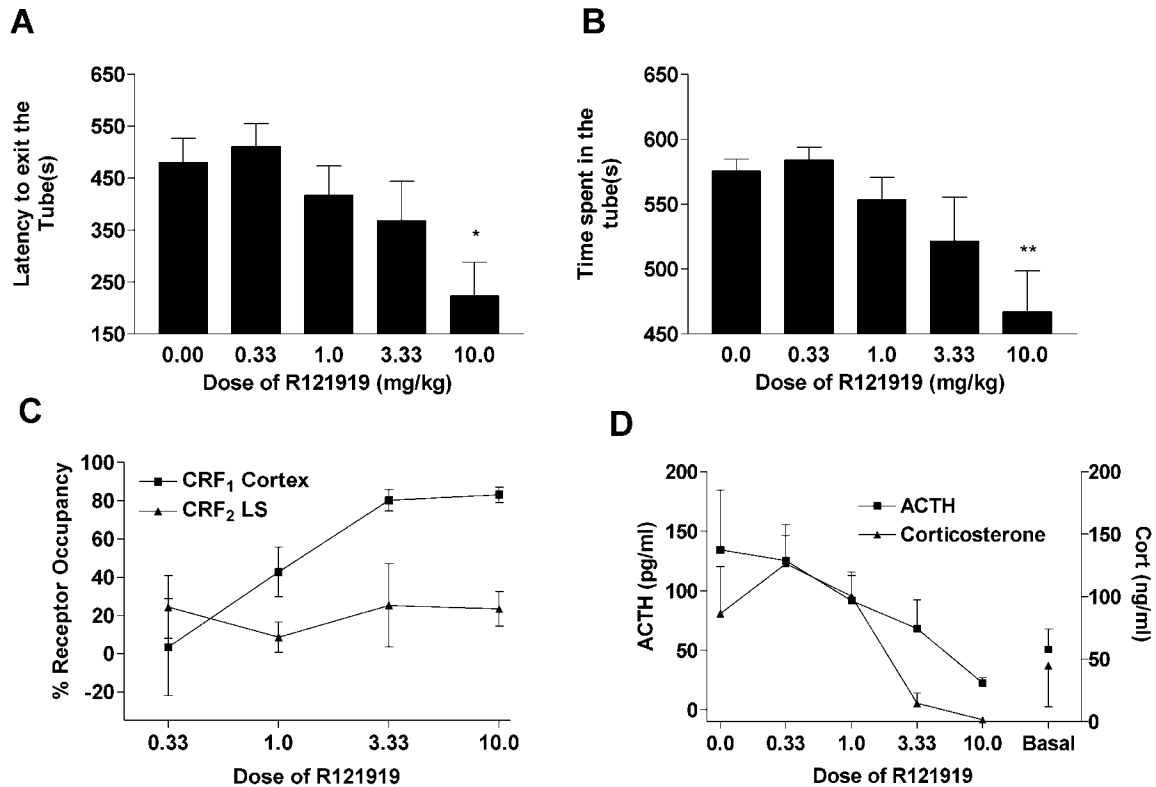 A
650
550
450
350
250
150
Latency to exit the
Tube(s)
*
0.00 0.33 1.0 3.33 10.0
Dose of R121919 (mg/kg)
B
650
600
550
500
450
Time spent in the
tube(s)
**
0.0 0.33 1.0 3.33 10.0
Dose of R121919 (mg/kg)
C
100
80
60
40
20
0
-20
% Receptor Occupancy
CRF1 Cortex
CRF2 LS
0.33 1.0 3.33 10.0
Dose of R121919
D
200
150
100
50
0
ACTH (pg/ml)
ACTH
Corticosterone
200
150
100
50
0
Cort (ng/ml)
0.0 0.33 1.0 3.33 10.0 Basal
Dose of R121919